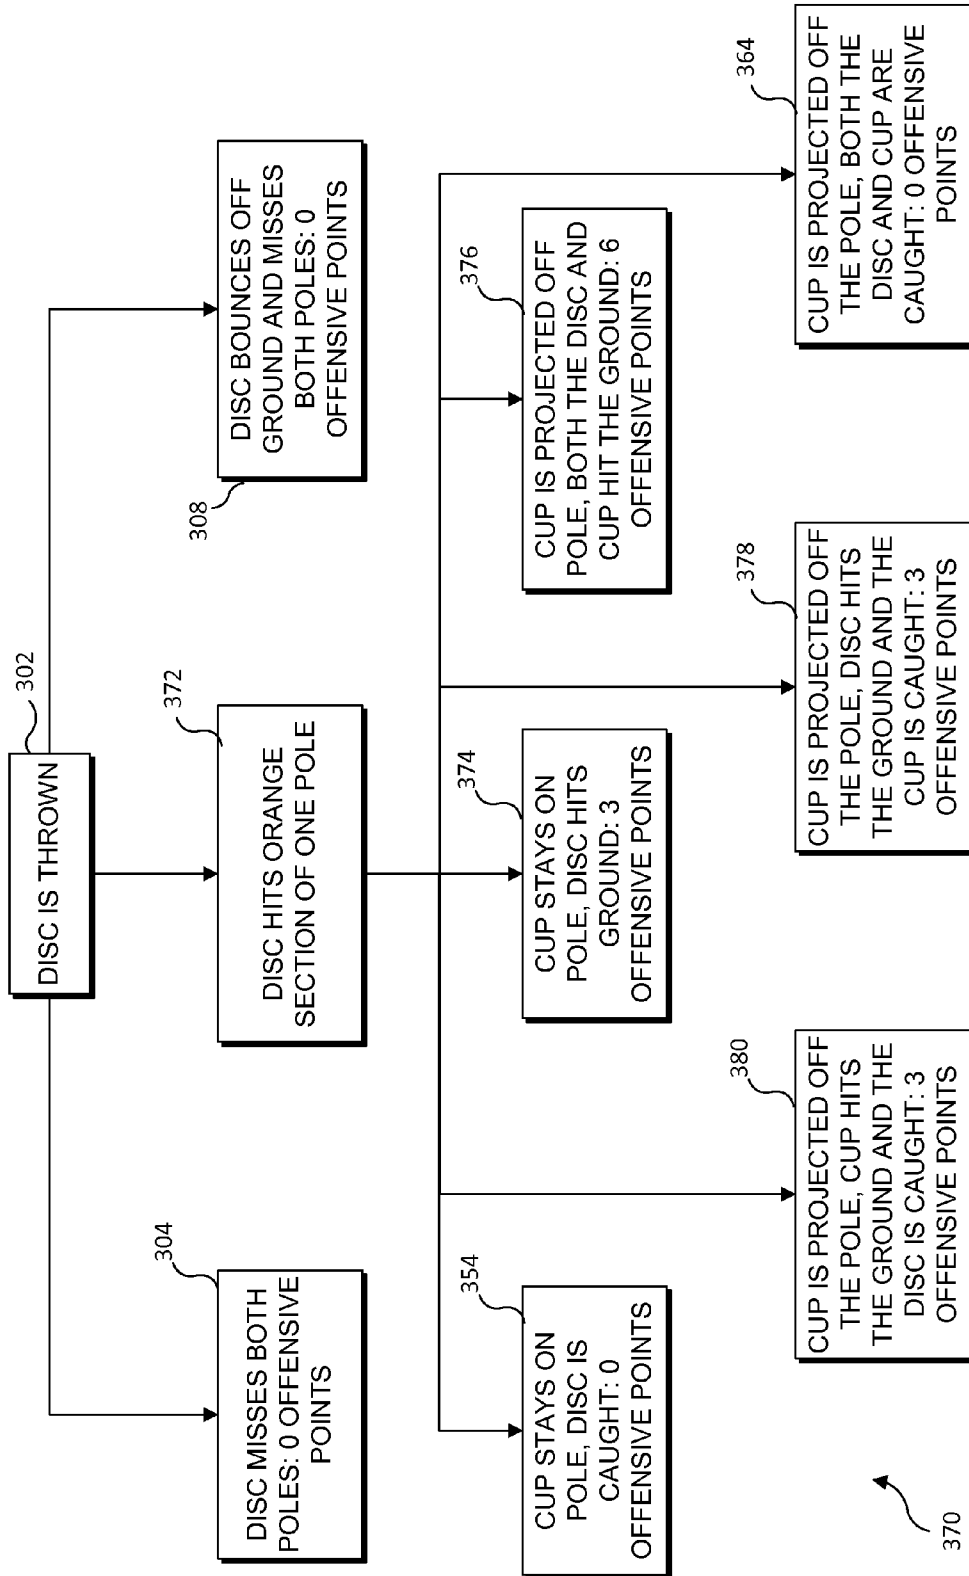 DISC IS THROWN
302
DISC MISSES BOTH
POLES: 0 OFFENSIVE
POINTS
304
DISC HITS ORANGE
SECTION OF ONE POLE
372
DISC BOUNCES OFF
GROUND AND MISSES
BOTH POLES: 0
OFFENSIVE POINTS
308
CUP STAYS ON
POLE, DISC IS
CAUGHT: 0
OFFENSIVE POINTS
354
CUP STAYS ON
POLE, DISC HITS
GROUND: 3
OFFENSIVE POINTS
374
CUP IS PROJECTED OFF
POLE, BOTH THE DISC AND
CUP HIT THE GROUND: 6
OFFENSIVE POINTS
376
CUP IS PROJECTED OFF
THE POLE, CUP HITS
THE GROUND AND THE
DISC IS CAUGHT: 3
OFFENSIVE POINTS
380
CUP IS PROJECTED OFF
THE POLE, DISC HITS
THE GROUND AND THE
CUP IS CAUGHT: 3
OFFENSIVE POINTS
378
CUP IS PROJECTED OFF
THE POLE, BOTH THE
DISC AND CUP ARE
CAUGHT: 0 OFFENSIVE
POINTS
364
370